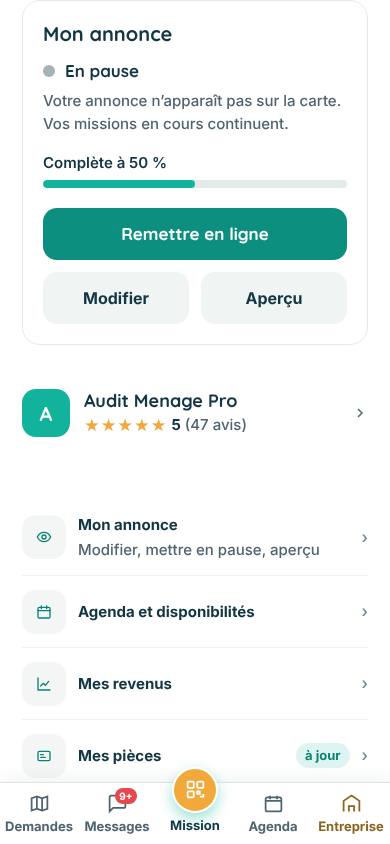 Mon annonce
En pause
Votre annonce n’apparaît pas sur la carte.
Vos missions en cours continuent.
Complète à 50 %
Remettre en ligne
Modifier
Aperçu
A
Audit Menage Pro
★★★★★ 5 (47 avis)
Mon annonce
Modifier, mettre en pause, aperçu
Agenda et disponibilités
Mes revenus
Mes pièces
à jour
9+
Demandes
Messages
Mission
Agenda
Entreprise